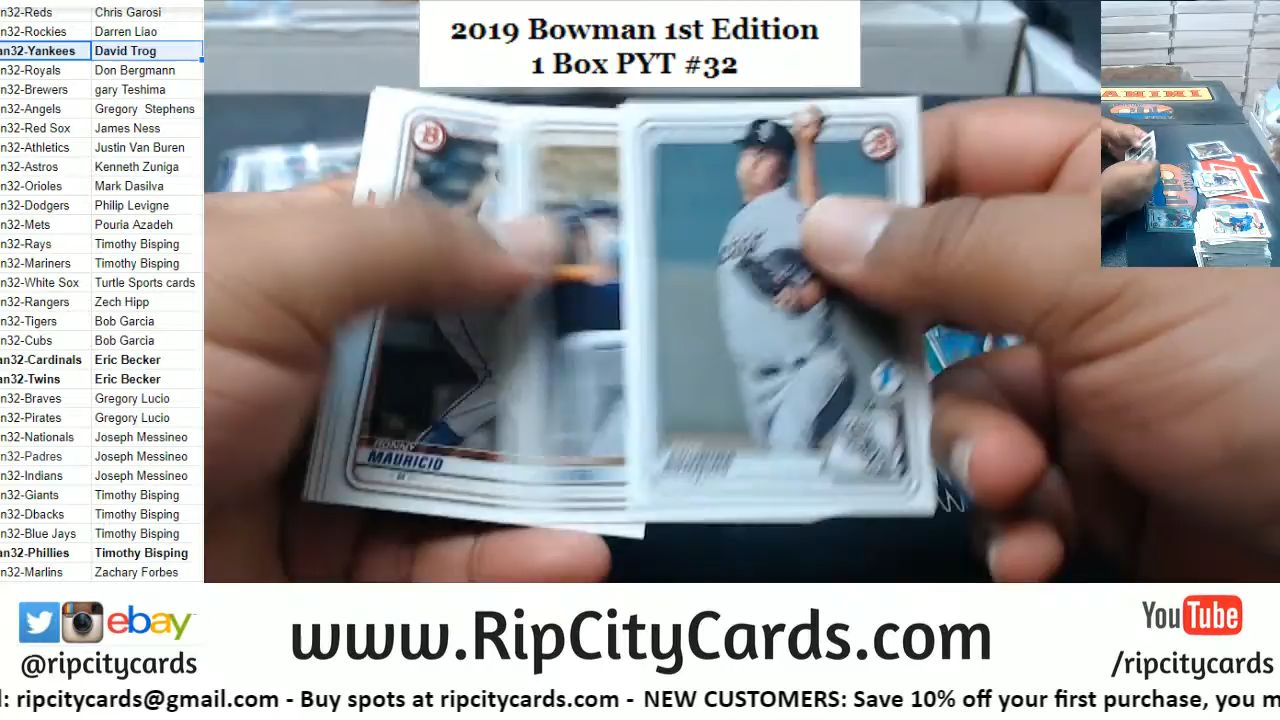 n32-Reds Chris Garosi
n32-Rockies Darren Liao
an32-Yankees David Trog
n32-Royals Don Bergmann
n32-Brewers gary Teshima
n32-Angels Gregory Stephens
n32-Red Sox James Ness
n32-Athletics Justin Van Buren
n32-Astros Kenneth Zuniga
n32-Orioles Mark Dasilva
n32-Dodgers Philip Levigne
n32-Mets Pouria Azadeh
n32-Rays Timothy Bisping
n32-Mariners Timothy Bisping
n32-White Sox Turtle Sports cards
n32-Rangers Zech Hipp
n32-Tigers Bob Garcia
n32-Cubs Bob Garcia
an32-Cardinals Eric Becker
an32-Twins Eric Becker
n32-Braves Gregory Lucio
n32-Pirates Gregory Lucio
n32-Nationals Joseph Messineo
n32-Padres Joseph Messineo
n32-Indians Joseph Messineo
n32-Giants Timothy Bisping
n32-Dbacks Timothy Bisping
n32-Blue Jays Timothy Bisping
an32-Phillies Timothy Bisping
n32-Marlins Zachary Forbes
2019 Bowman 1st Edition
1 Box PYT #32
PANINI
B
RONNY
MAURICIO
ebay
@ripcitycards
www.RipCityCards.com
YouTube
/ripcitycards
l: ripcitycards@gmail.com - Buy spots at ripcitycards.com - NEW CUSTOMERS: Save 10% off your first purchase, you m